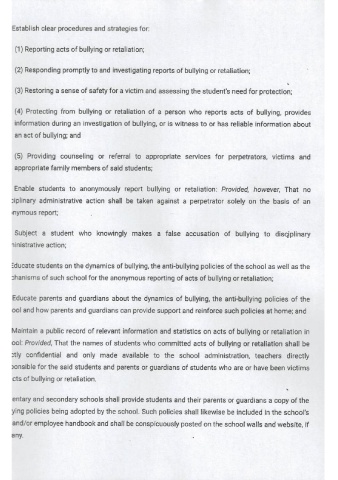 Establish clear procedures and strategies for:
(1) Reporting acts of bullying or retaliation;
(2) Responding promptly to and investigating reports of bullying or retaliation;
(3) Restoring a sense of safety for a victim and assessing the student's need for protection;
(4) Protecting from bullying or retaliation of a person who reports acts of bullying, provides
information during an investigation of bullying, or is witness to or has reliable information about
an act of bullying; and
(5) Providing counseling or referral to appropriate services for perpetrators, victims and
appropriate family members of said students;
Enable students to anonymously report bullying or retaliation: Provided, however, That no
ciplinary administrative action shall be taken against a perpetrator solely on the basis of an
nymous report;
Subject a student who knowingly makes a false accusation of bullying to disciplinary
ninistrative action;
Educate students on the dynamics of bullying, the anti-bullying policies of the school as well as the
chanisms of such school for the anonymous reporting of acts of bullying or retaliation;
Educate parents and guardians about the dynamics of bullying, the anti-bullying policies of the
ool and how parents and guardians can provide support and reinforce such policies at home; and
Maintain a public record of relevant information and statistics on acts of bullying or retaliation in
ool: Provided, That the names of students who committed acts of bullying or retaliation shall be
ctly confidential and only made available to the school administration, teachers directly
onsible for the said students and parents or guardians of students who are or have been victims
cts of bullying or retaliation.
entary and secondary schools shall provide students and their parents or guardians a copy of the
ying policies being adopted by the school. Such policies shall likewise be included in the school's
and/or employee handbook and shall be conspicuously posted on the school walls and website, if
any.